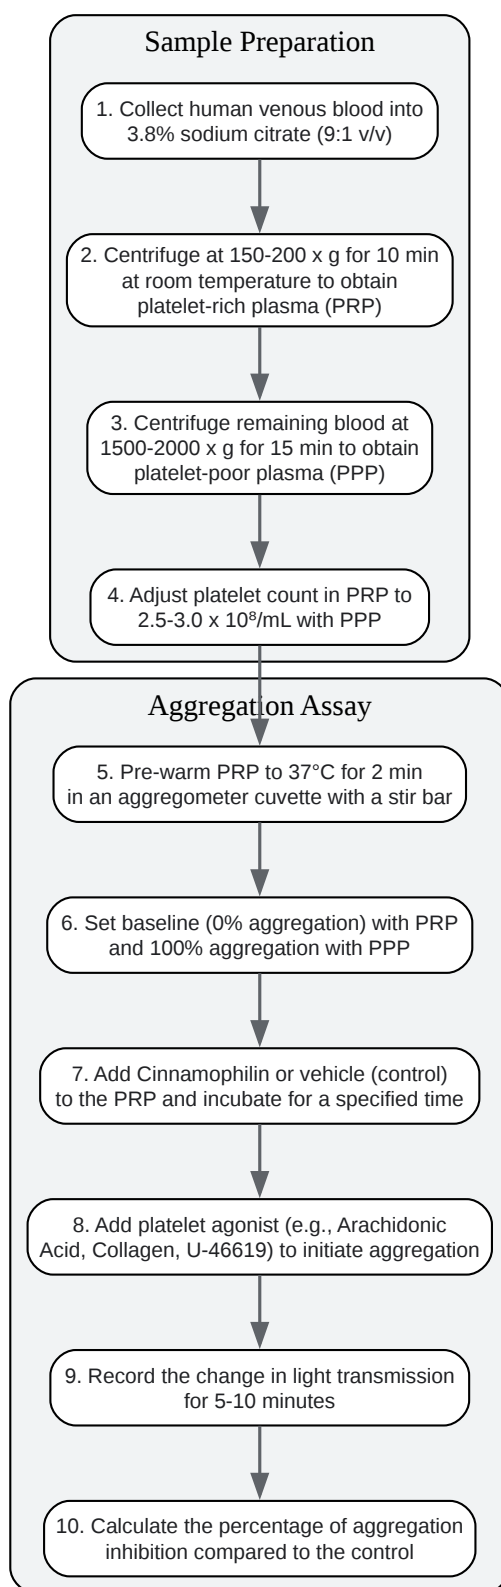 Sample Preparation
1. Collect human venous blood into
3.8% sodium citrate (9:1 v/v)
2. Centrifuge at 150-200 x g for 10 min
at room temperature to obtain
platelet-rich plasma (PRP)
3. Centrifuge remaining blood at
1500-2000 x g for 15 min to obtain
platelet-poor plasma (PPP)
4. Adjust platelet count in PRP to
2.5-3.0 x 10⁸/mL with PPP
Aggregation Assay
5. Pre-warm PRP to 37°C for 2 min
in an aggregometer cuvette with a stir bar
6. Set baseline (0% aggregation) with PRP
and 100% aggregation with PPP
7. Add Cinnamophilin or vehicle (control)
to the PRP and incubate for a specified time
8. Add platelet agonist (e.g., Arachidonic
Acid, Collagen, U-46619) to initiate aggregation
9. Record the change in light transmission
for 5-10 minutes
10. Calculate the percentage of aggregation
inhibition compared to the control